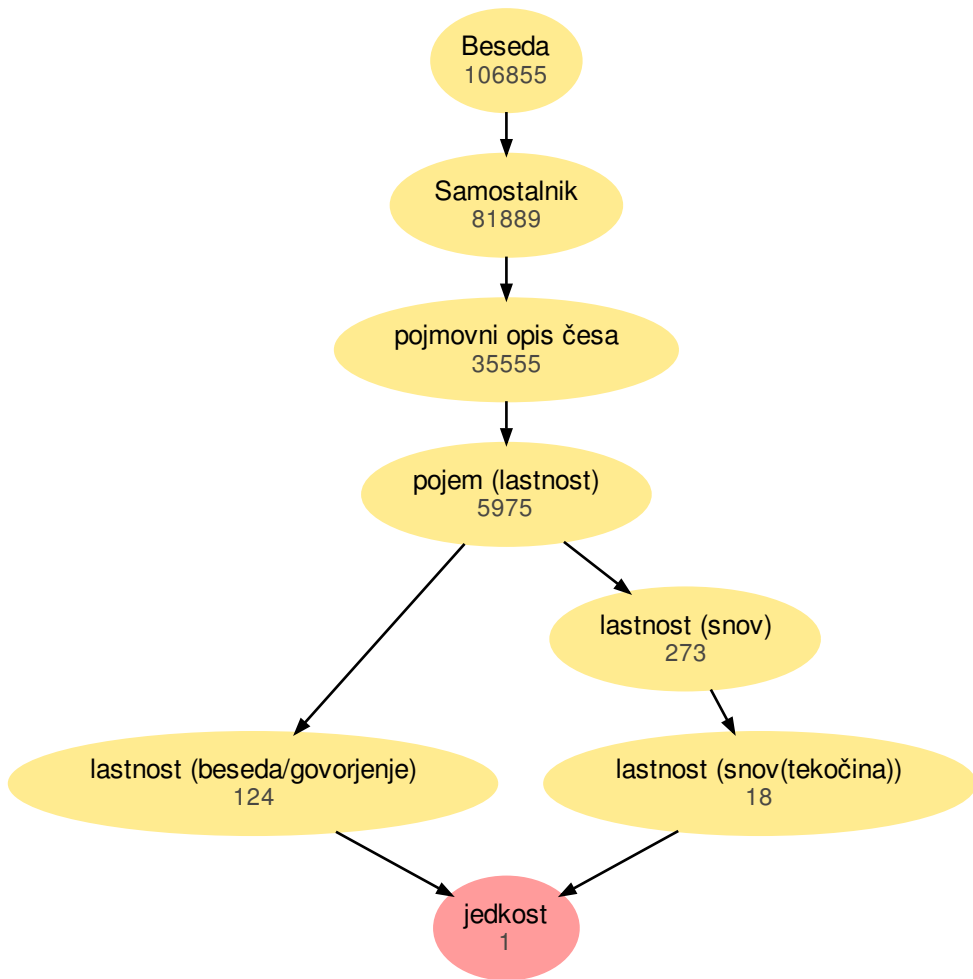 Beseda
106855
Samostalnik
81889
pojmovni opis česa
35555
pojem (lastnost)
5975
lastnost (snov)
273
lastnost (beseda/govorjenje)
124
lastnost (snov(tekočina))
18
jedkost
1